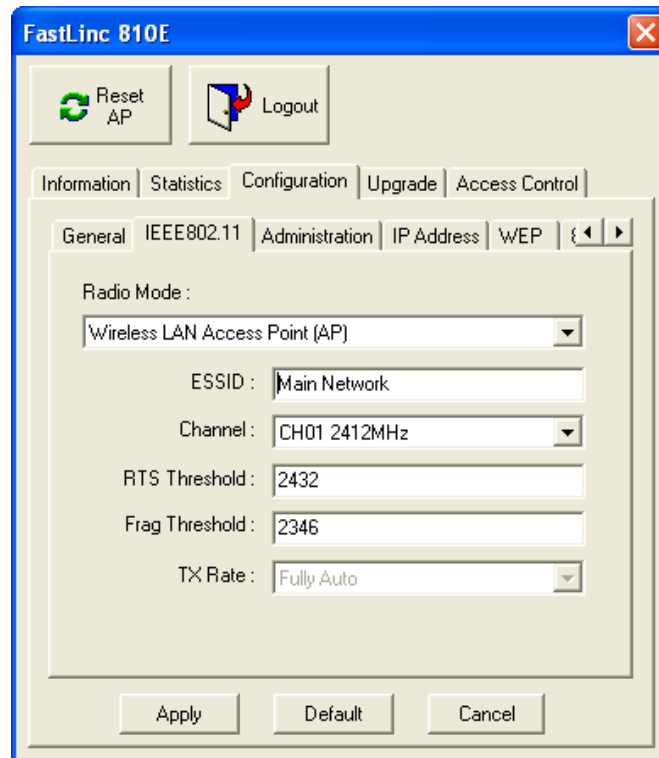 FastLinc 810E
Reset
AP
Logout
Information Statistics Configuration Upgrade Access Control
General IEEE802.11 Administration IP Address WEP
Radio Mode :
Wireless LAN Access Point (AP)
ESSID : Main Network
Channel : CH01 2412MHz
RTS Threshold : 2432
Frag Threshold : 2346
TX Rate : Fully Auto
Apply Default Cancel